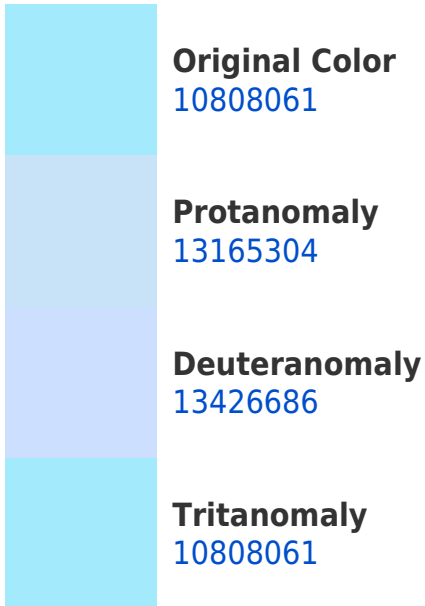 Original Color
10808061
Protanomaly
13165304
Deuteranomaly
13426686
Tritanomaly
10808061